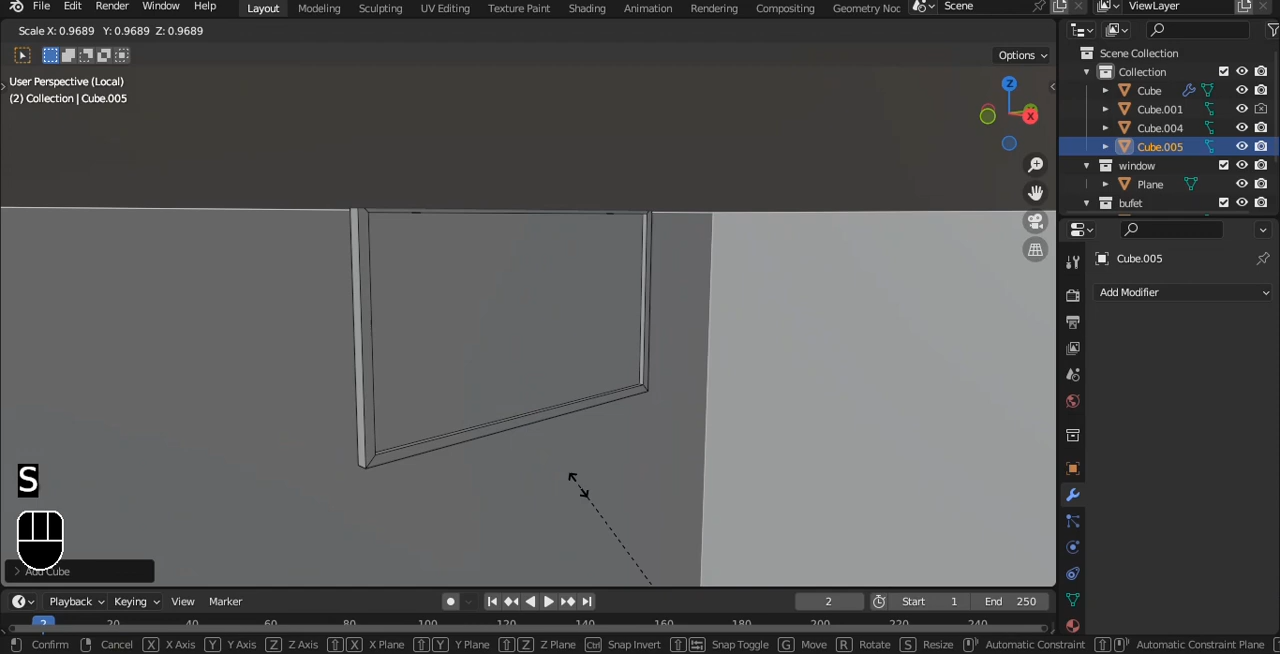 File Edit Render Window Help Layout Modeling Sculpting UV Editing Texture Paint Shading Animation Rendering Compositing Geometry Noc Scene ViewLayer
Scale X: 0.9689 Y: 0.9689 Z: 0.9689
Options
User Perspective (Local)
(2) Collection | Cube.005
Z
X
Scene Collection
Collection
Cube
Cube.001
Cube.004
Cube.005
window
Plane
bufet
Cube.005
Add Modifier
S
Add Cube
Playback Keying View Marker 2 Start 1 End 250
2 20 40 60 80 100 120 140 160 180 200 220 240
Confirm Cancel X X Axis Y Y Axis Z Z Axis X X Plane Y Y Plane Z Z Plane Ctrl Snap Invert Snap Toggle G Move R Rotate S Resize Automatic Constraint Automatic Constraint Plane